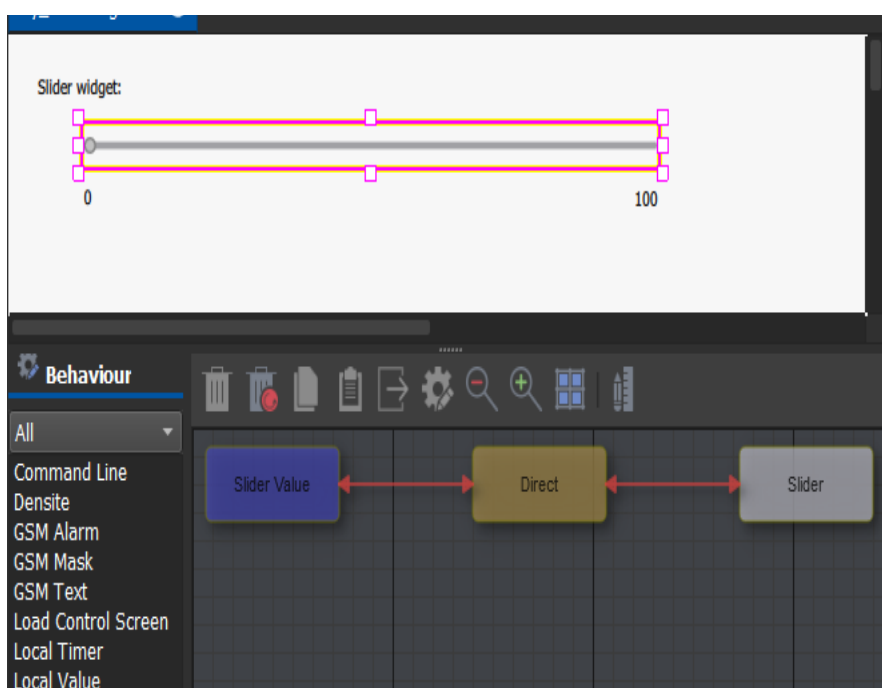 Slider widget:
0 100
Behaviour
All
Command Line
Densite
GSM Alarm
GSM Mask
GSM Text
Load Control Screen
Local Timer
Local Value
Slider Value Direct Slider